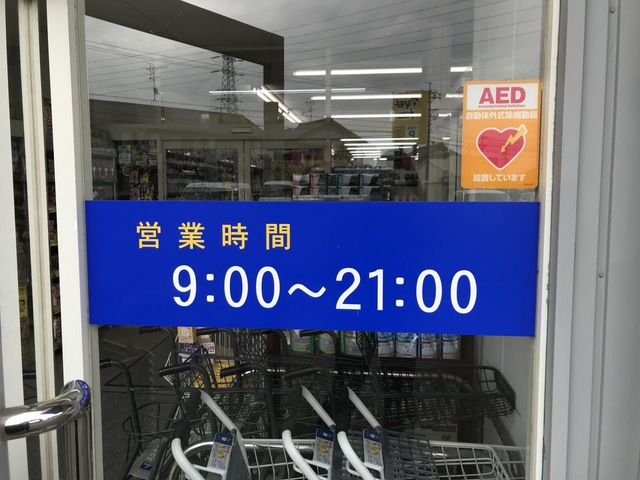 AED
自動体外式除細動器
設置しています
営業時間
9:00〜21:00